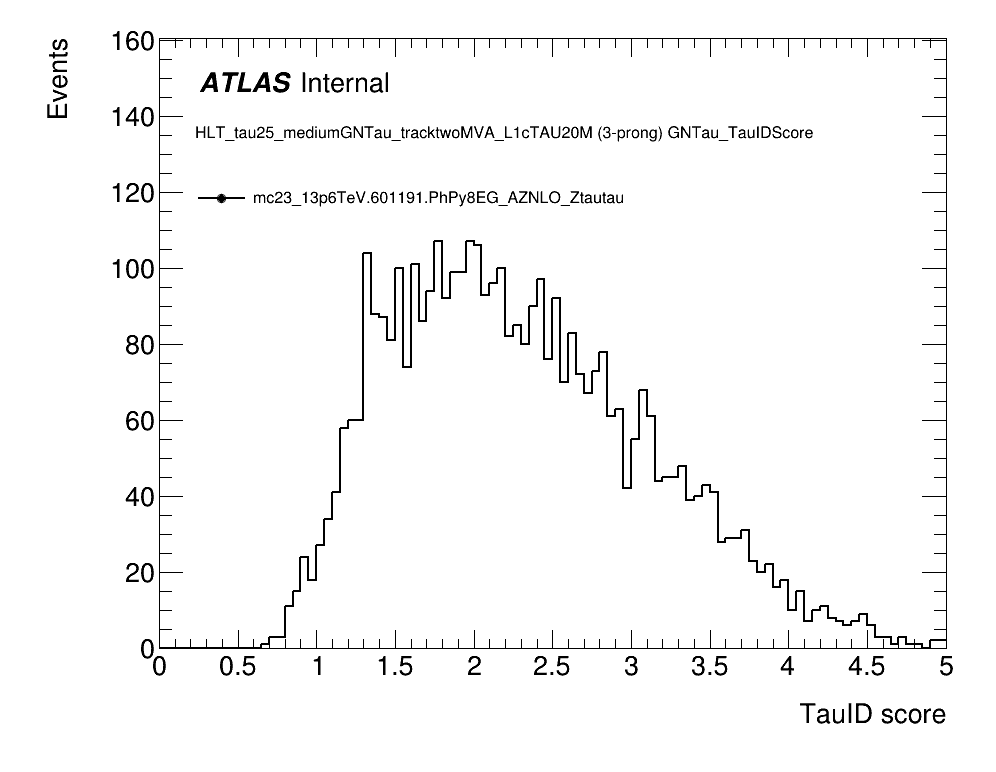 Events
160
ATLAS Internal
140
HLT_tau25_mediumGNTau_tracktwoMVA_L1cTAU20M (3-prong) GNTau_TauIDScore
120
mc23_13p6TeV.601191.PhPy8EG_AZNLO_Ztautau
100
80
60
40
20
0
0 0.5 1 1.5 2 2.5 3 3.5 4 4.5 5
TauID score